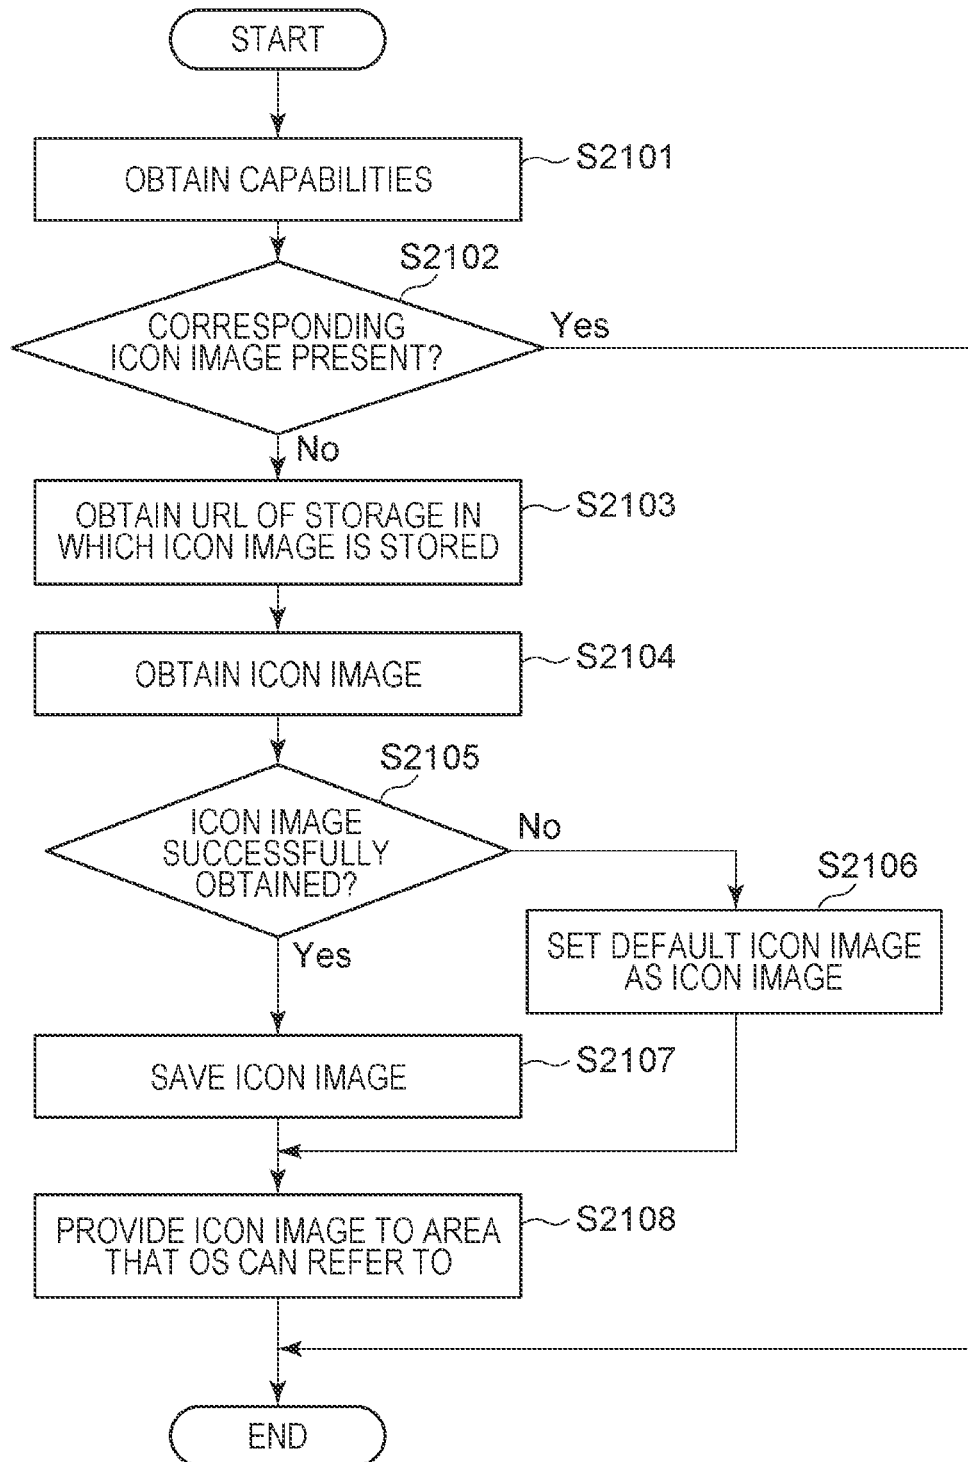 START
OBTAIN CAPABILITIES
S2101
S2102
CORRESPONDING
ICON IMAGE PRESENT?
Yes
No
OBTAIN URL OF STORAGE IN
WHICH ICON IMAGE IS STORED
S2103
OBTAIN ICON IMAGE
S2104
S2105
ICON IMAGE
SUCCESSFULLY
OBTAINED?
No
Yes
S2106
SET DEFAULT ICON IMAGE
AS ICON IMAGE
SAVE ICON IMAGE
S2107
PROVIDE ICON IMAGE TO AREA
THAT OS CAN REFER TO
S2108
END